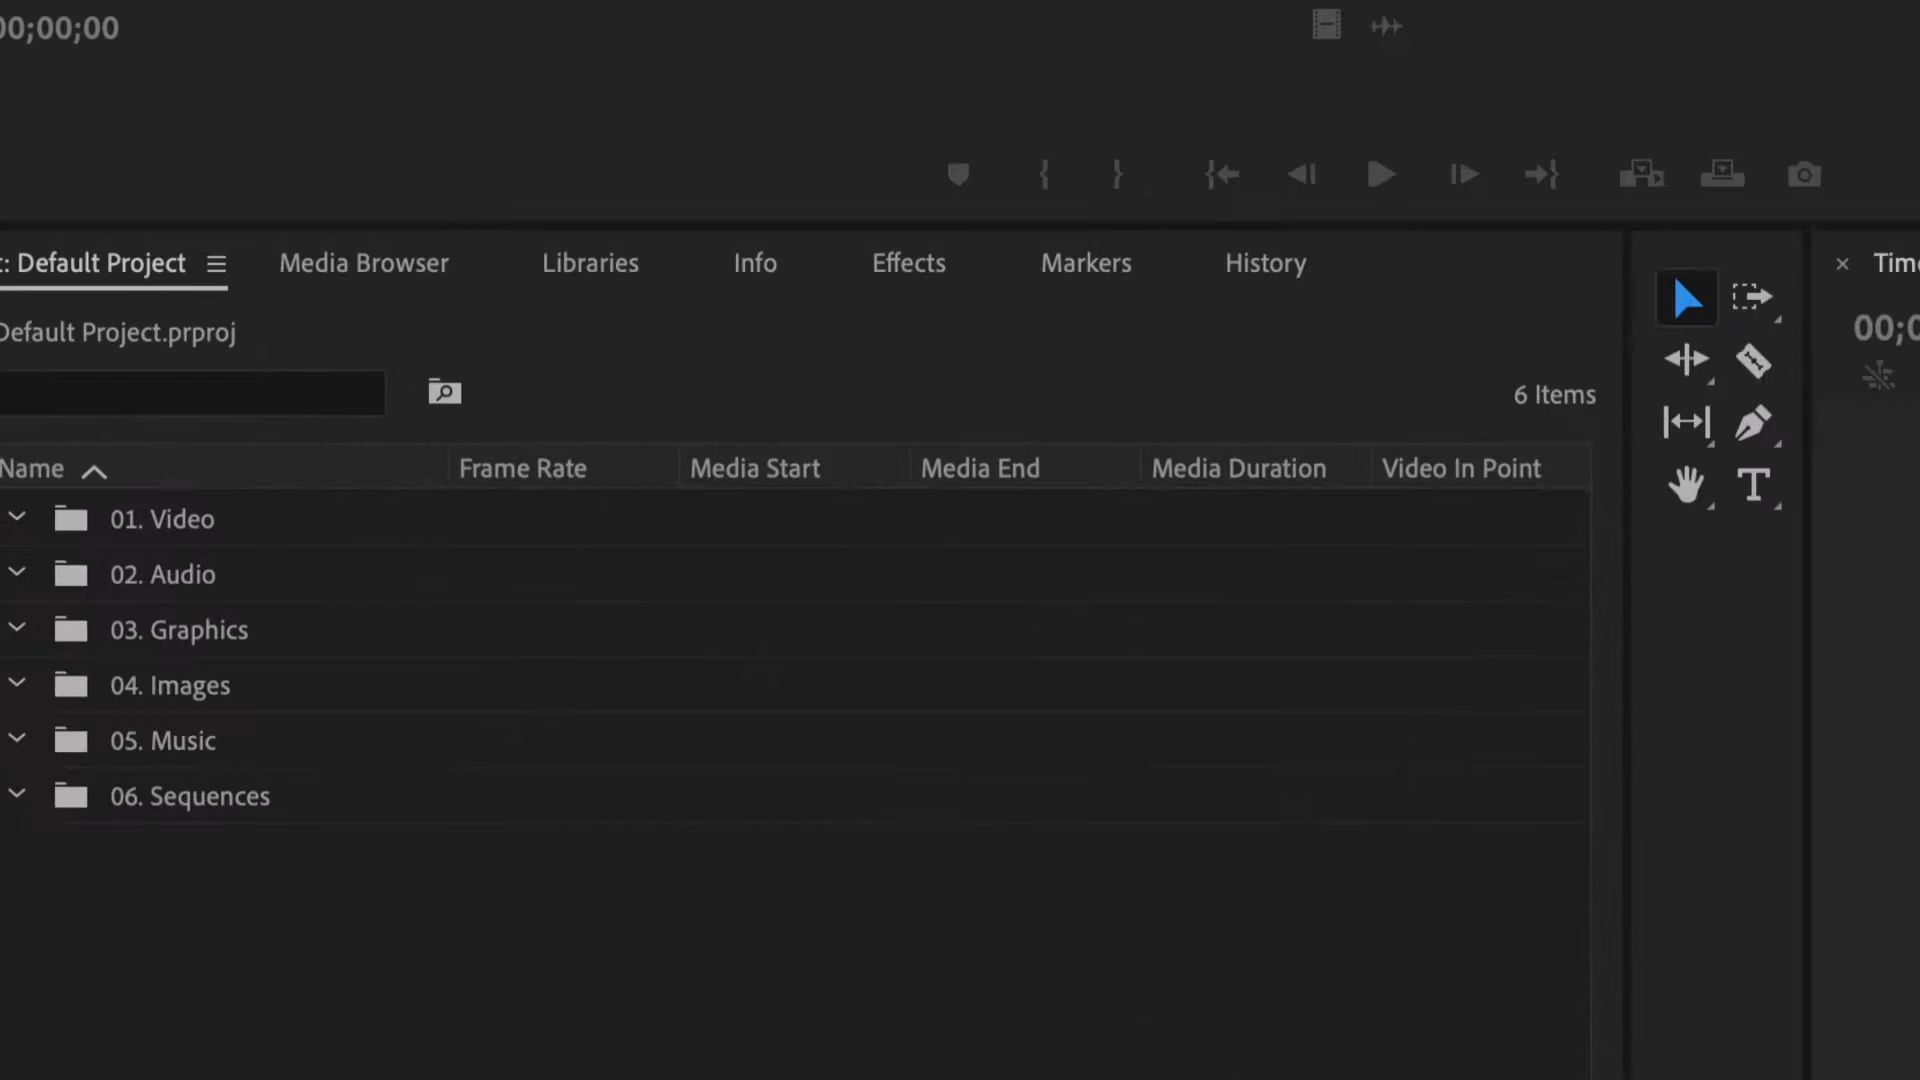 00;00;00
: Default Project
Media Browser
Libraries
Info
Effects
Markers
History
Default Project.prproj
6 Items
Name
Frame Rate
Media Start
Media End
Media Duration
Video In Point
01. Video
02. Audio
03. Graphics
04. Images
05. Music
06. Sequences
× Time
00;0